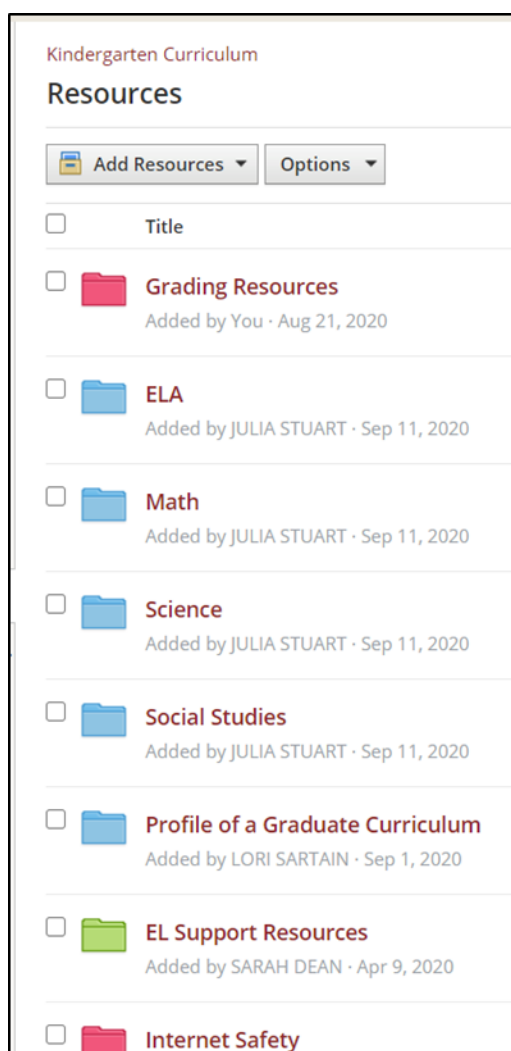 Kindergarten Curriculum
Resources
Add Resources Options
Title
Grading Resources
Added by You · Aug 21, 2020
ELA
Added by JULIA STUART · Sep 11, 2020
Math
Added by JULIA STUART · Sep 11, 2020
Science
Added by JULIA STUART · Sep 11, 2020
Social Studies
Added by JULIA STUART · Sep 11, 2020
Profile of a Graduate Curriculum
Added by LORI SARTAIN · Sep 1, 2020
EL Support Resources
Added by SARAH DEAN · Apr 9, 2020
Internet Safety